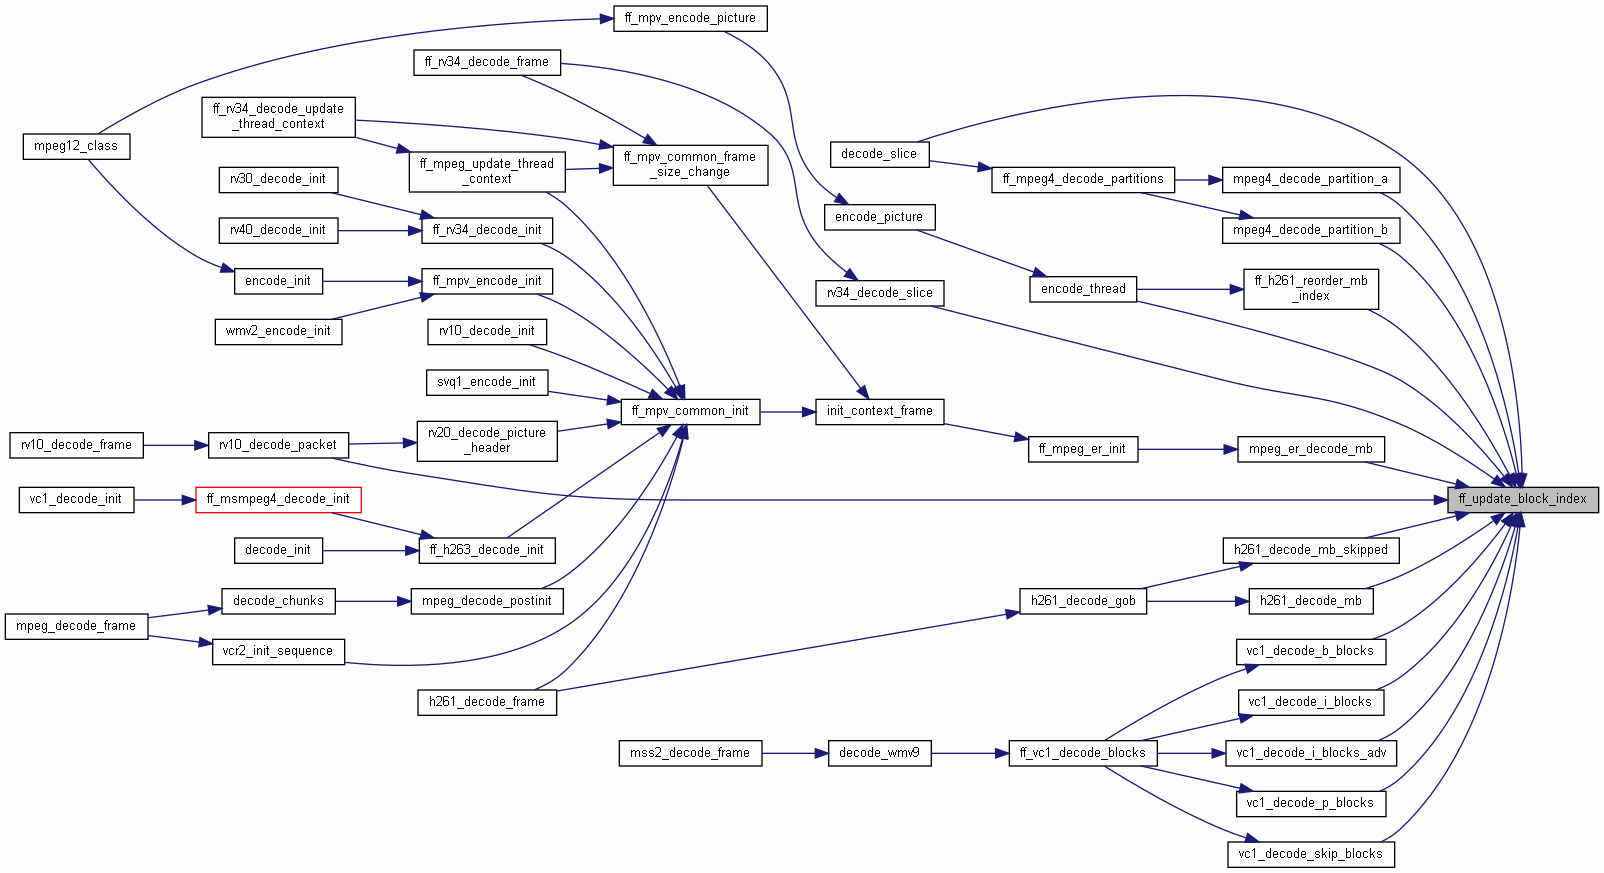 ff_mpv_encode_picture
ff_rv34_decode_frame
ff_rv34_decode_update
_thread_context
mpeg12_class
ff_mpeg_update_thread
_context
ff_mpv_common_frame
_size_change
decode_slice
ff_mpeg4_decode_partitions
mpeg4_decode_partition_a
rv30_decode_init
encode_picture
mpeg4_decode_partition_b
rv40_decode_init
ff_rv34_decode_init
encode_init
ff_mpv_encode_init
rv34_decode_slice
encode_thread
ff_h261_reorder_mb
_index
wmv2_encode_init
rv10_decode_init
svq1_encode_init
ff_mpv_common_init
init_context_frame
rv10_decode_frame
rv10_decode_packet
rv20_decode_picture
_header
ff_mpeg_er_init
mpeg_er_decode_mb
vc1_decode_init
ff_msmpeg4_decode_init
ff_update_block_index
decode_init
ff_h263_decode_init
h261_decode_mb_skipped
decode_chunks
mpeg_decode_postinit
h261_decode_gob
h261_decode_mb
mpeg_decode_frame
vcr2_init_sequence
vc1_decode_b_blocks
h261_decode_frame
vc1_decode_i_blocks
mss2_decode_frame
decode_wmv9
ff_vc1_decode_blocks
vc1_decode_i_blocks_adv
vc1_decode_p_blocks
vc1_decode_skip_blocks